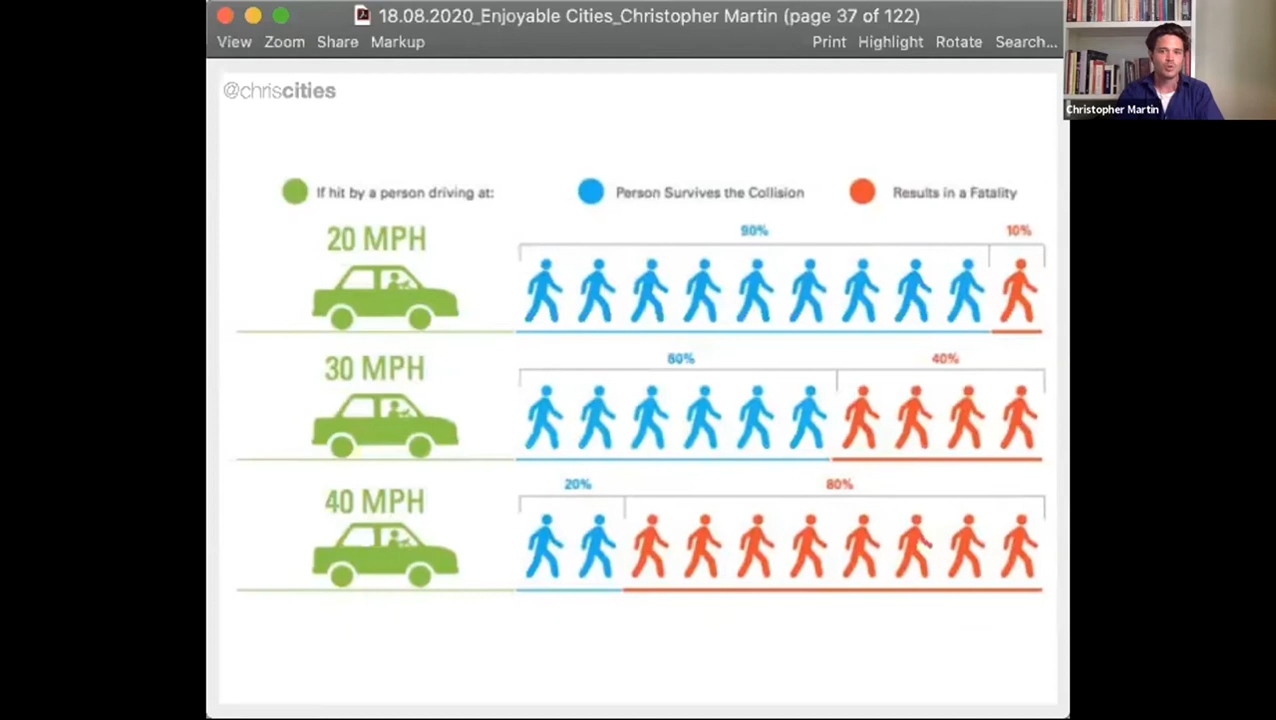 18.08.2020_Enjoyable Cities_Christopher Martin (page 37 of 122)
View Zoom Share Markup Print Highlight Rotate Search...
Christopher Martin
@chriscities
If hit by a person driving at: Person Survives the Collision Results in a Fatality
20 MPH 90% 10%
30 MPH 60% 40%
40 MPH 20% 80%